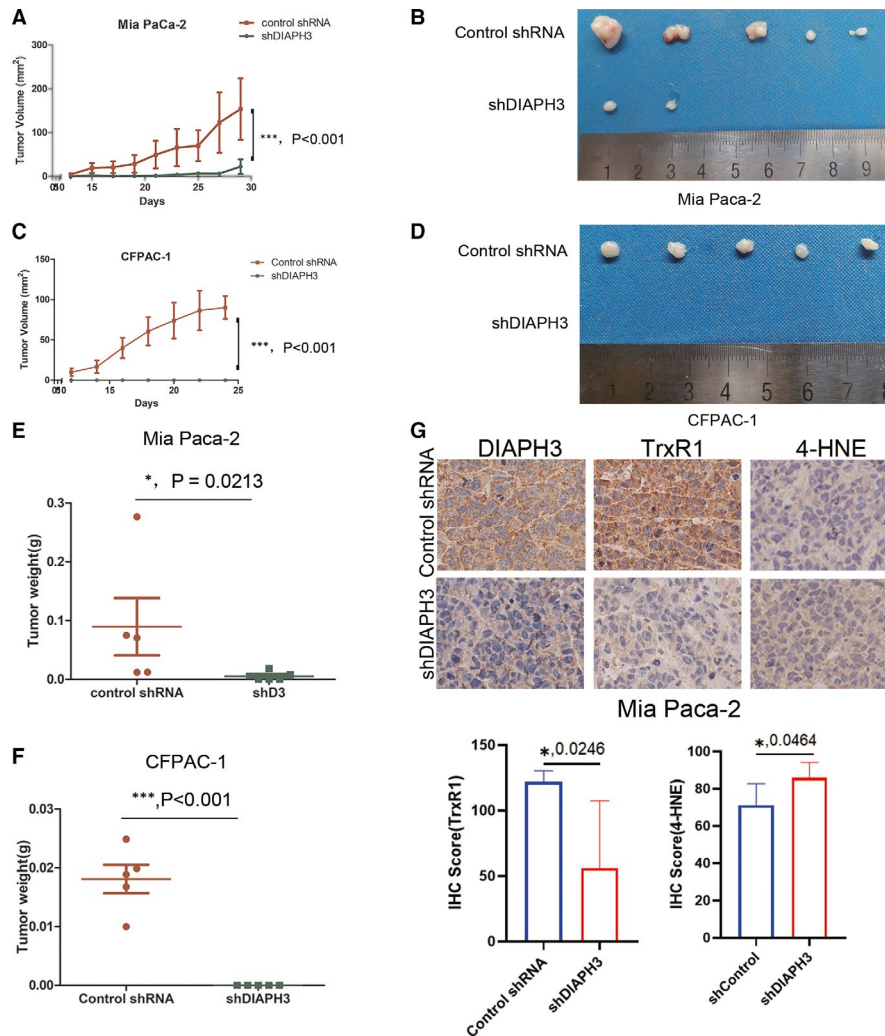 A
Mia PaCa-2
control shRNA
shDIAPH3
Tumor Volume (mm²)
300
200
100
0
15
20
25
30
Days
***, P<0.001
B
Control shRNA
shDIAPH3
1 2 3 4 5 6 7 8 9
Mia Paca-2
C
CFPAC-1
Control shRNA
shDIAPH3
Tumor Volume (mm²)
150
100
50
0
15
20
25
Days
***, P<0.001
D
Control shRNA
shDIAPH3
1 2 3 4 5 6 7 8
CFPAC-1
E
Mia Paca-2
*, P = 0.0213
Tumor weight(g)
0.3
0.2
0.1
0.0
control shRNA
shD3
F
CFPAC-1
***,P<0.001
Tumor weight(g)
0.03
0.02
0.01
0.00
Control shRNA
shDIAPH3
G
DIAPH3 TrxR1 4-HNE
Control shRNA
shDIAPH3
Mia Paca-2
*,0.0246
IHC Score(TrxR1)
150
100
50
0
Control shRNA
shDIAPH3
*,0.0464
IHC Score(4-HNE)
100
80
60
40
20
0
shControl
shDIAPH3